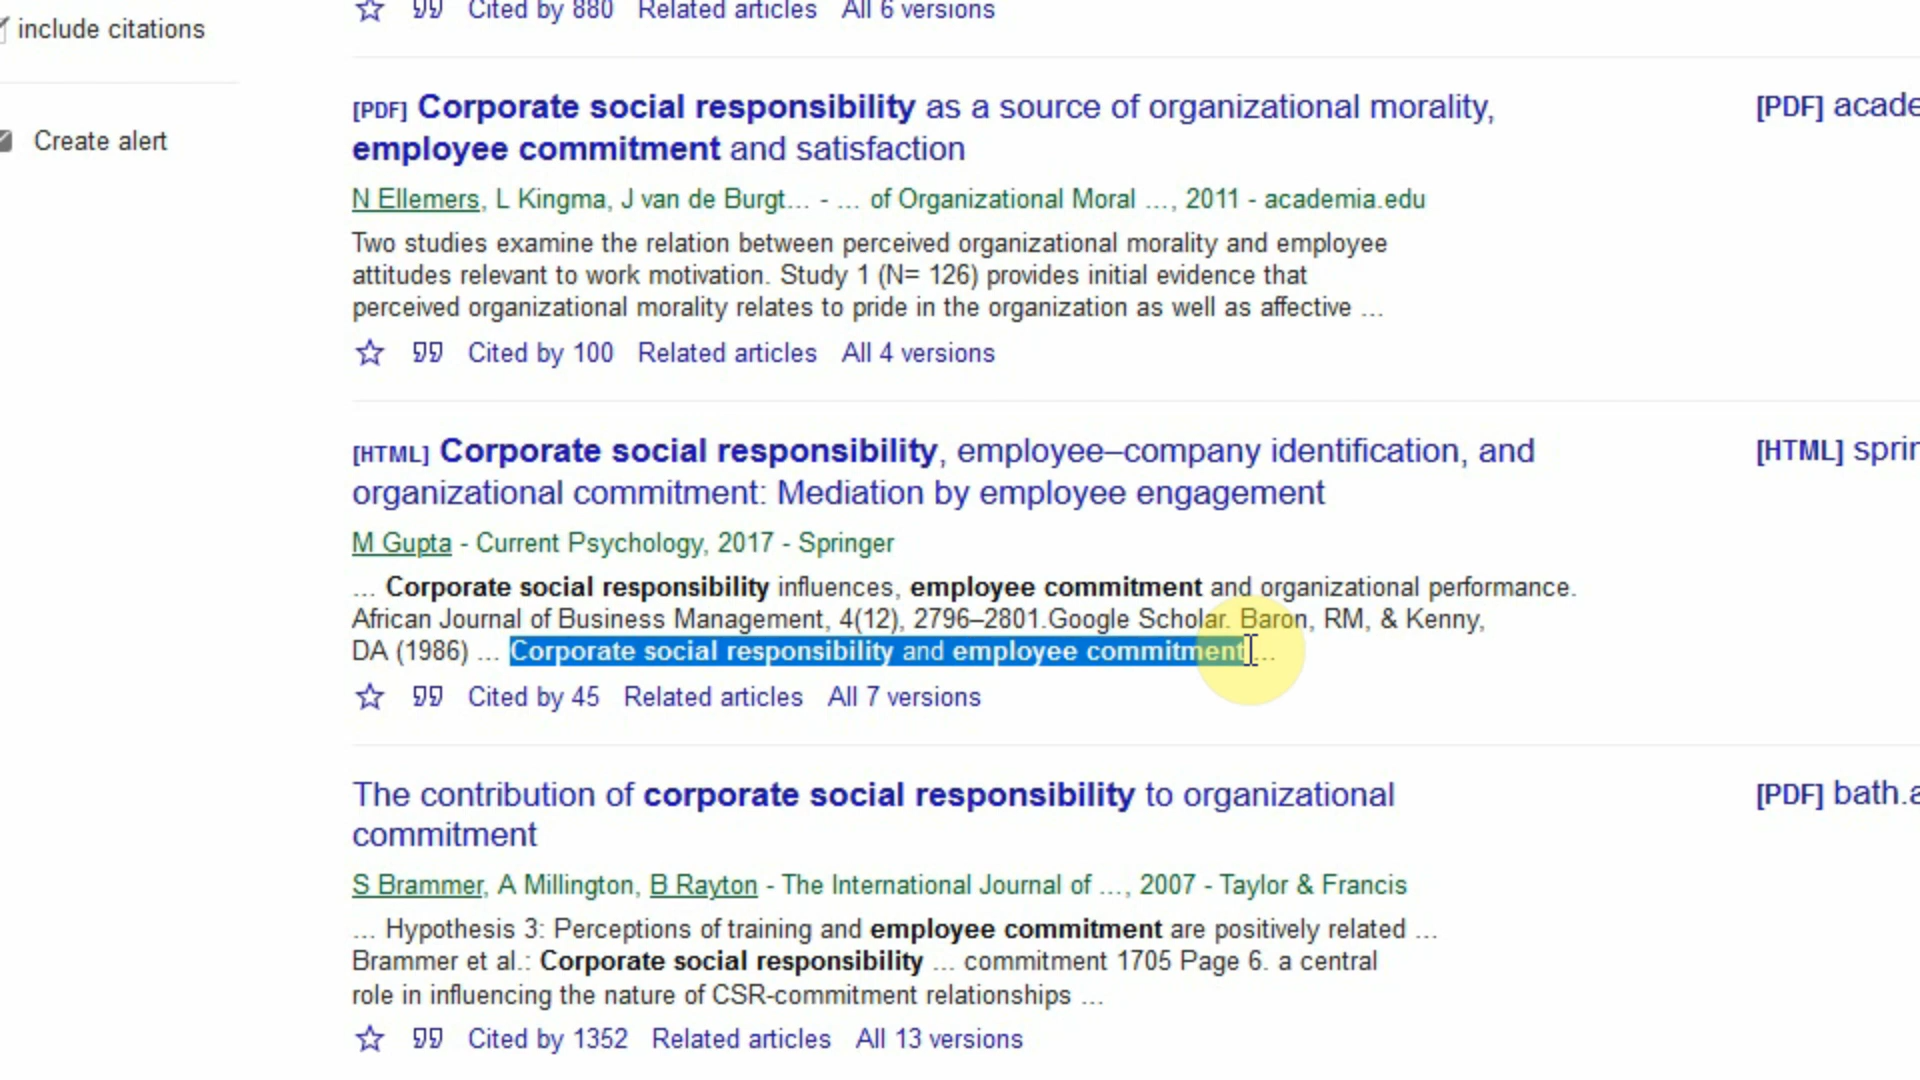 include citations
Create alert
Cited by 880 Related articles All 6 versions
[PDF] Corporate social responsibility as a source of organizational morality,
employee commitment and satisfaction
[PDF] acade
N Ellemers, L Kingma, J van de Burgt… - … of Organizational Moral …, 2011 - academia.edu
Two studies examine the relation between perceived organizational morality and employee
attitudes relevant to work motivation. Study 1 (N= 126) provides initial evidence that
perceived organizational morality relates to pride in the organization as well as affective …
Cited by 100 Related articles All 4 versions
[HTML] Corporate social responsibility, employee–company identification, and
organizational commitment: Mediation by employee engagement
[HTML] sprin
M Gupta - Current Psychology, 2017 - Springer
… Corporate social responsibility influences, employee commitment and organizational performance.
African Journal of Business Management, 4(12), 2796–2801.Google Scholar. Baron, RM, & Kenny,
DA (1986) … Corporate social responsibility and employee commitment …
Cited by 45 Related articles All 7 versions
The contribution of corporate social responsibility to organizational
commitment
[PDF] bath.a
S Brammer, A Millington, B Rayton - The International Journal of …, 2007 - Taylor & Francis
… Hypothesis 3: Perceptions of training and employee commitment are positively related …
Brammer et al.: Corporate social responsibility … commitment 1705 Page 6. a central
role in influencing the nature of CSR-commitment relationships …
Cited by 1352 Related articles All 13 versions